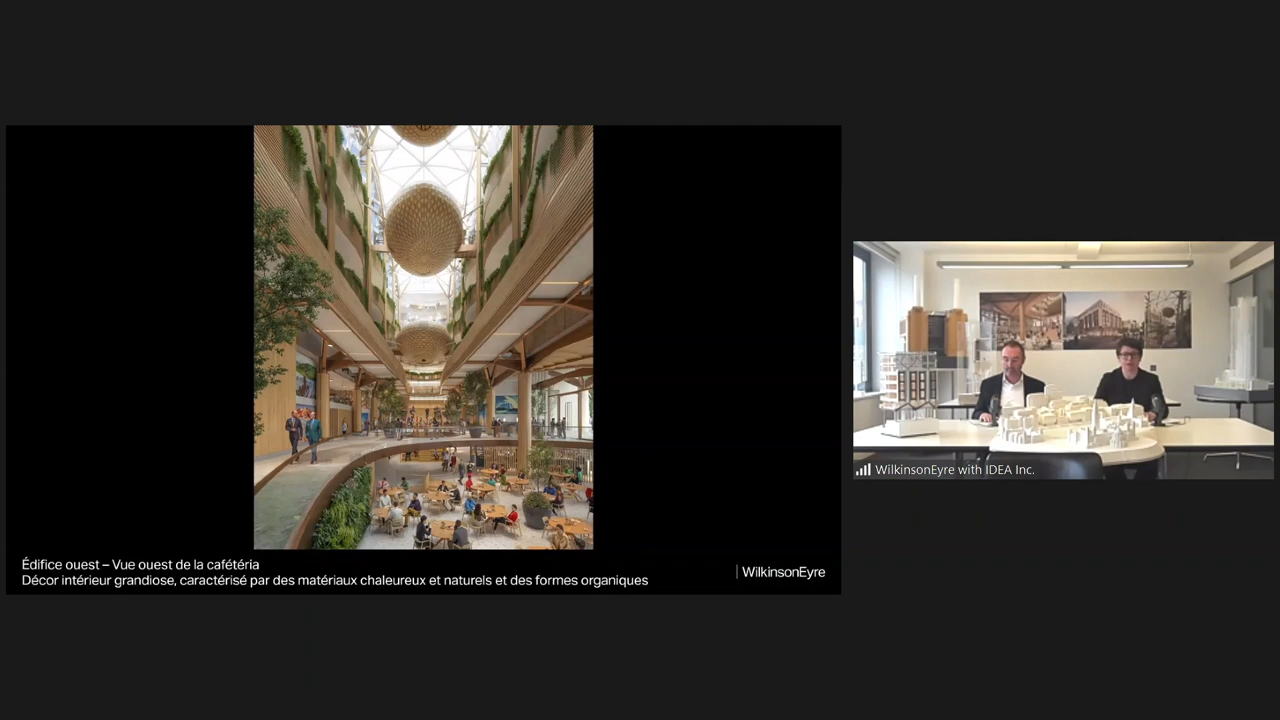 Édifice ouest – Vue ouest de la cafétéria
Décor intérieur grandiose, caractérisé par des matériaux chaleureux et naturels et des formes organiques
WilkinsonEyre
WilkinsonEyre with IDEA Inc.